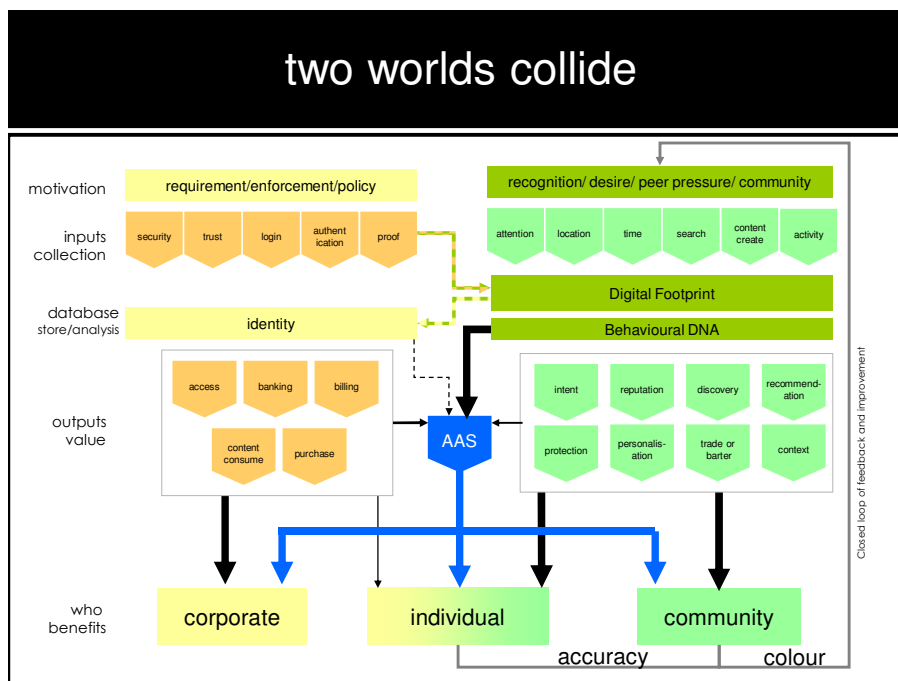 two worlds collide
motivation
requirement/enforcement/policy
recognition/ desire/ peer pressure/ community
inputs
collection
security
trust
login
authent
ication
proof
attention
location
time
search
content
create
activity
Digital Footprint
database
store/analysis
identity
Behavioural DNA
outputs
value
access
banking
billing
content
consume
purchase
AAS
intent
reputation
discovery
recommend-
ation
protection
personalis-
ation
trade or
barter
context
Closed loop of feedback and improvement
who
benefits
corporate
individual
community
accuracy
colour